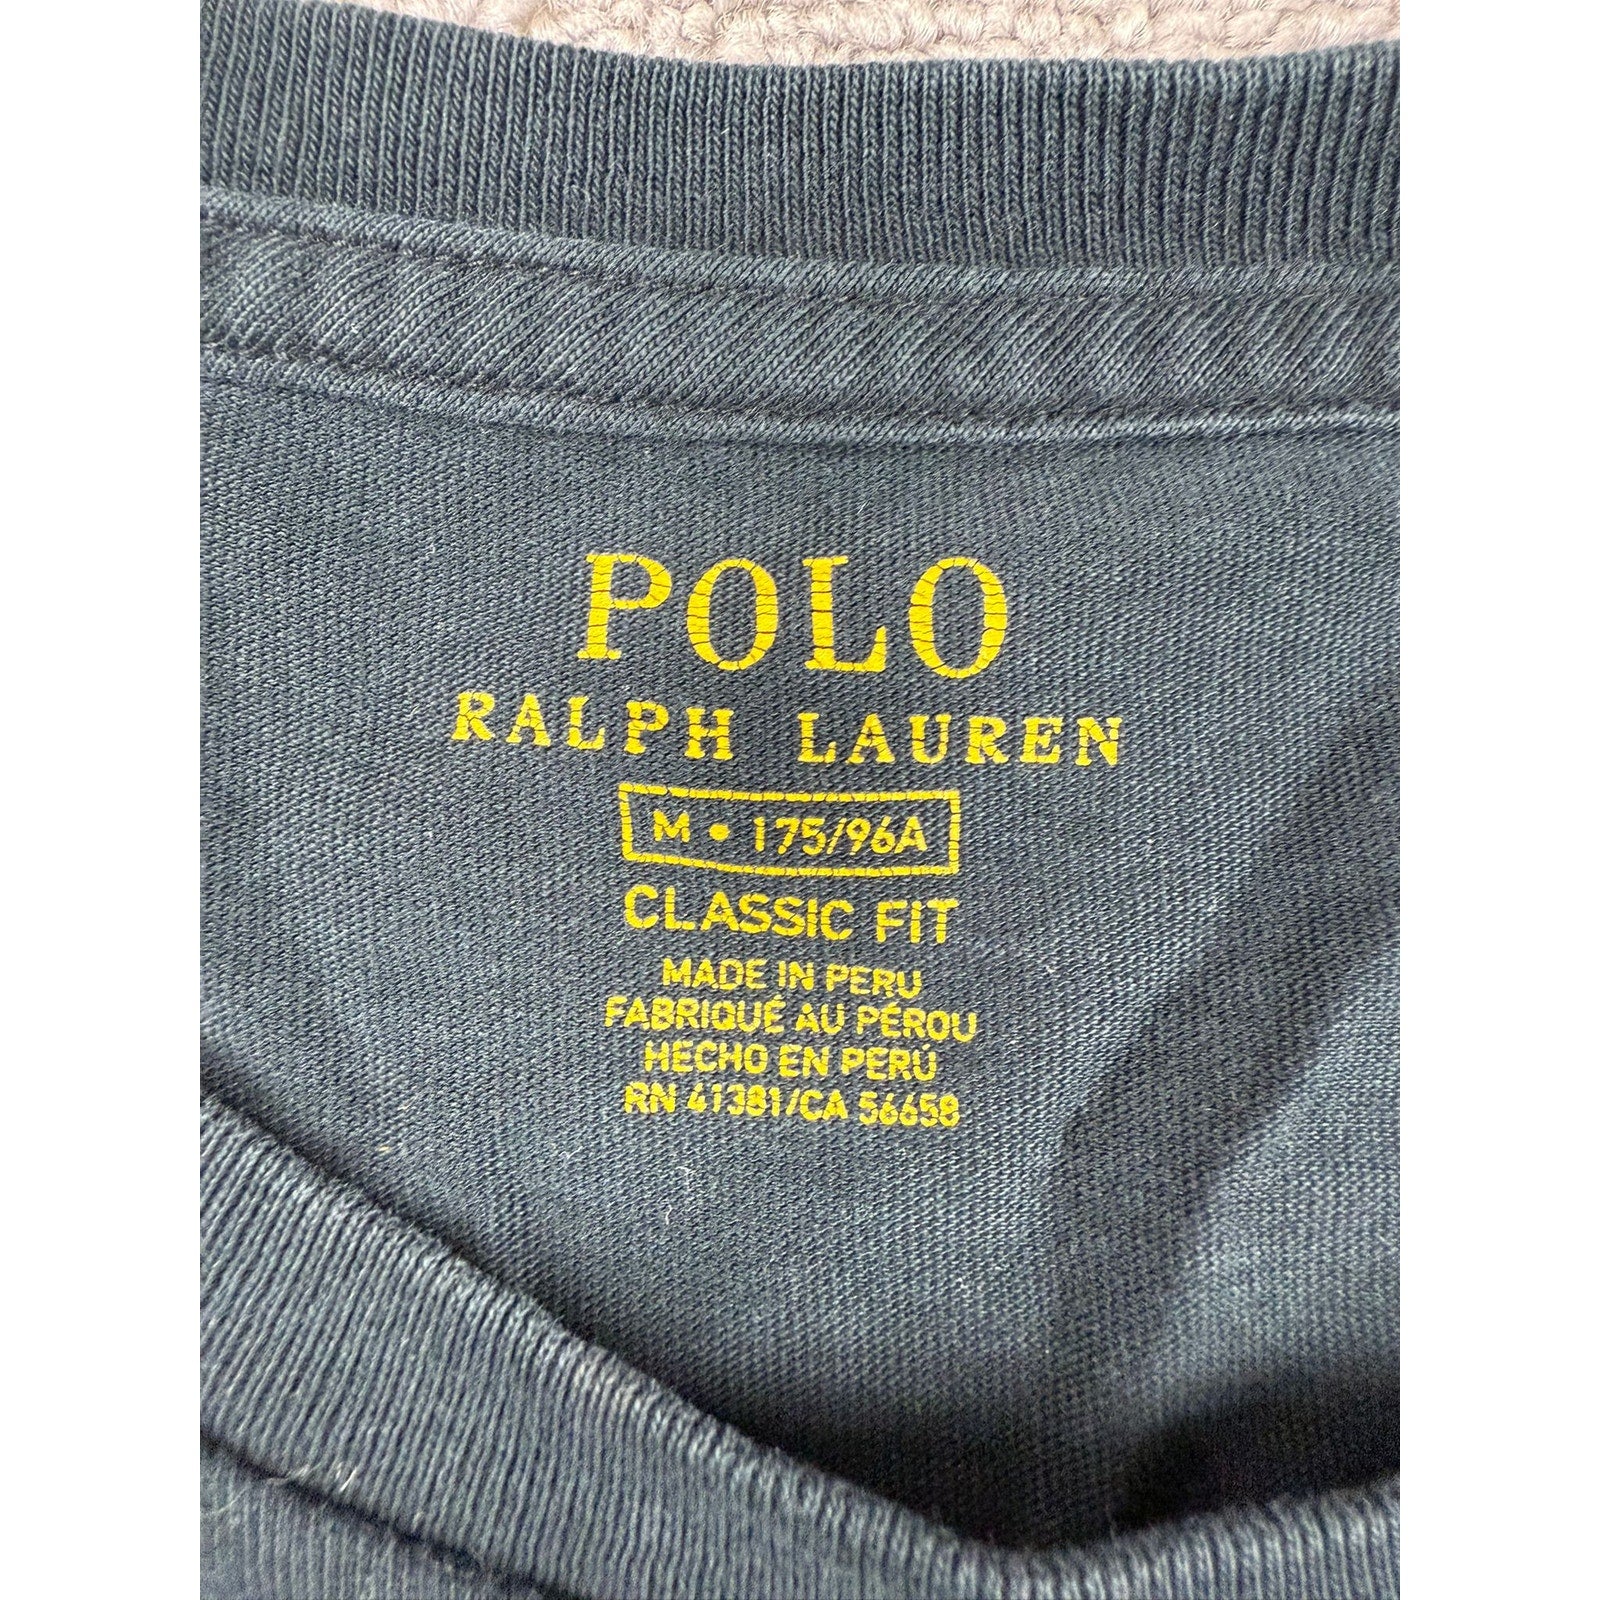 POLO
RALPH LAUREN
M • 175/96A
CLASSIC FIT
MADE IN PERU
FABRIQUÉ AU PÉROU
HECHO EN PERÚ
RN 41381/CA 56658